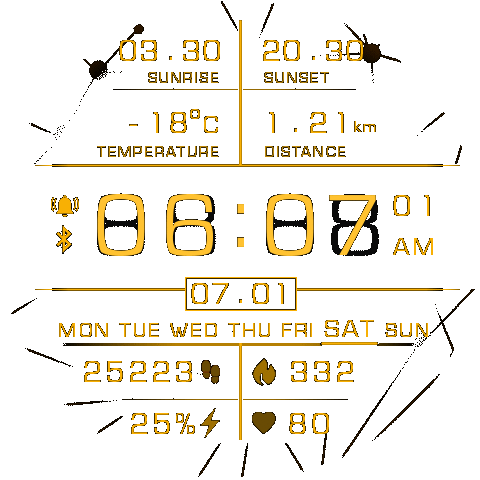 03.30 20.30
SUNRISE SUNSET
-18°C 1.21km
TEMPERATURE DISTANCE
06:07 01
AM
07.01
MON TUE WED THU FRI SAT SUN
25223 332
25% 80